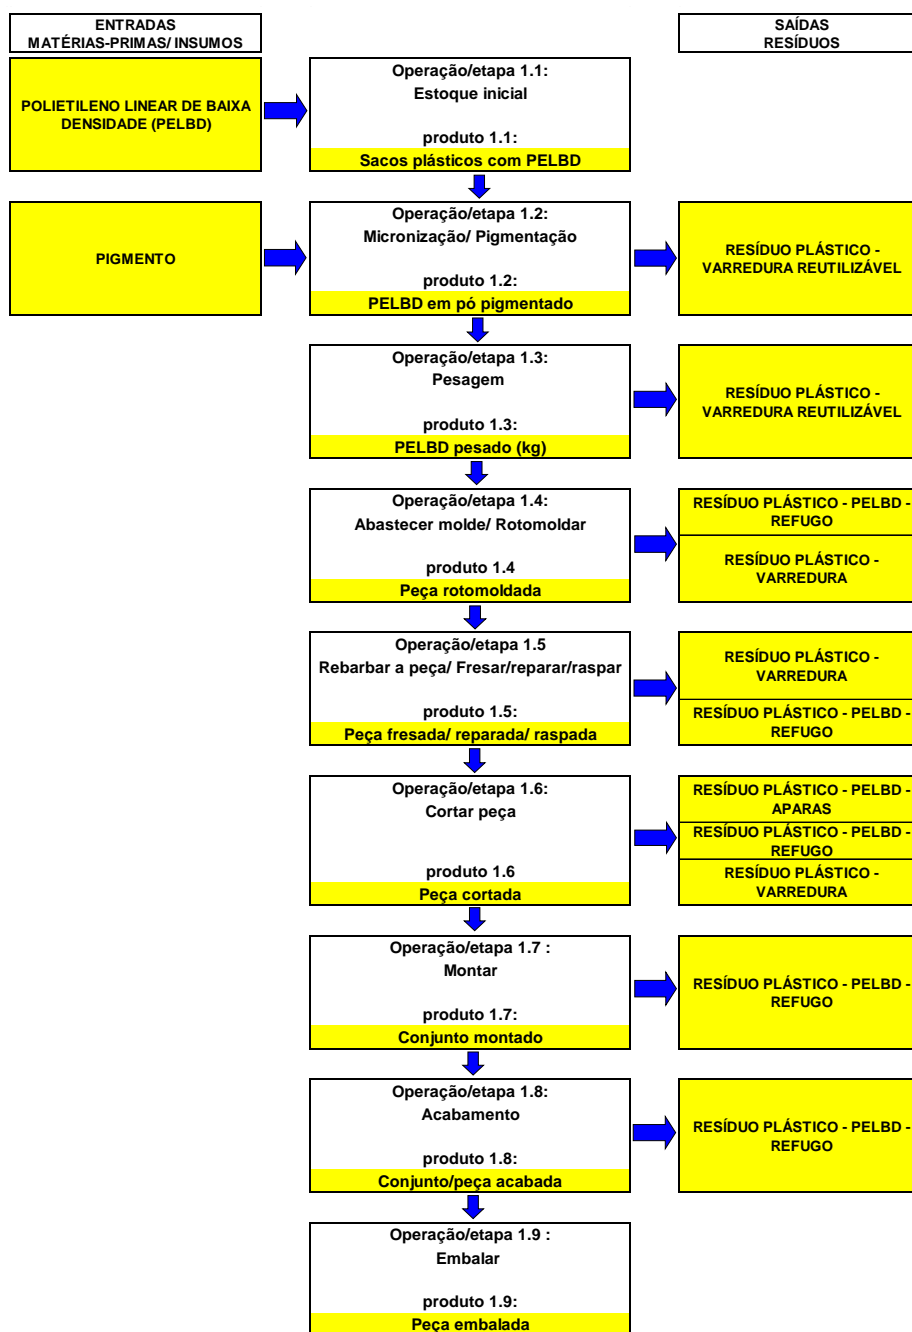 ENTRADAS
MATÉRIAS-PRIMAS/ INSUMOS
SAÍDAS
RESÍDUOS
POLIETILENO LINEAR DE BAIXA
DENSIDADE (PELBD)
Operação/etapa 1.1:
Estoque inicial
produto 1.1:
Sacos plásticos com PELBD
PIGMENTO
Operação/etapa 1.2:
Micronização/ Pigmentação
produto 1.2:
PELBD em pó pigmentado
RESÍDUO PLÁSTICO -
VARREDURA REUTILIZÁVEL
Operação/etapa 1.3:
Pesagem
produto 1.3:
PELBD pesado (kg)
RESÍDUO PLÁSTICO -
VARREDURA REUTILIZÁVEL
Operação/etapa 1.4:
Abastecer molde/ Rotomoldar
produto 1.4
Peça rotomoldada
RESÍDUO PLÁSTICO - PELBD -
REFUGO
RESÍDUO PLÁSTICO -
VARREDURA
Operação/etapa 1.5
Rebarbar a peça/ Fresar/reparar/raspar
produto 1.5:
Peça fresada/ reparada/ raspada
RESÍDUO PLÁSTICO -
VARREDURA
RESÍDUO PLÁSTICO - PELBD -
REFUGO
Operação/etapa 1.6:
Cortar peça
produto 1.6
Peça cortada
RESÍDUO PLÁSTICO - PELBD -
APARAS
RESÍDUO PLÁSTICO - PELBD -
REFUGO
RESÍDUO PLÁSTICO -
VARREDURA
Operação/etapa 1.7 :
Montar
produto 1.7:
Conjunto montado
RESÍDUO PLÁSTICO - PELBD -
REFUGO
Operação/etapa 1.8:
Acabamento
produto 1.8:
Conjunto/peça acabada
RESÍDUO PLÁSTICO - PELBD -
REFUGO
Operação/etapa 1.9 :
Embalar
produto 1.9:
Peça embalada